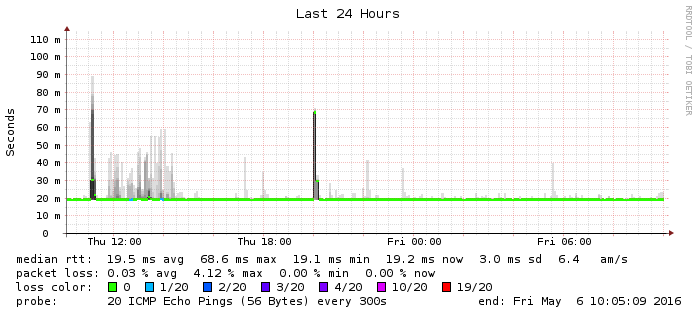 Last 24 Hours
RRDTOOL / TOBI OETIKER
Seconds
110 m
100 m
90 m
80 m
70 m
60 m
50 m
40 m
30 m
20 m
10 m
0
Thu 12:00 Thu 18:00 Fri 00:00 Fri 06:00
median rtt: 19.5 ms avg 68.6 ms max 19.1 ms min 19.2 ms now 3.0 ms sd 6.4 am/s
packet loss: 0.03 % avg 4.12 % max 0.00 % min 0.00 % now
loss color: 0 1/20 2/20 3/20 4/20 10/20 19/20
probe: 20 ICMP Echo Pings (56 Bytes) every 300s end: Fri May 6 10:05:09 2016